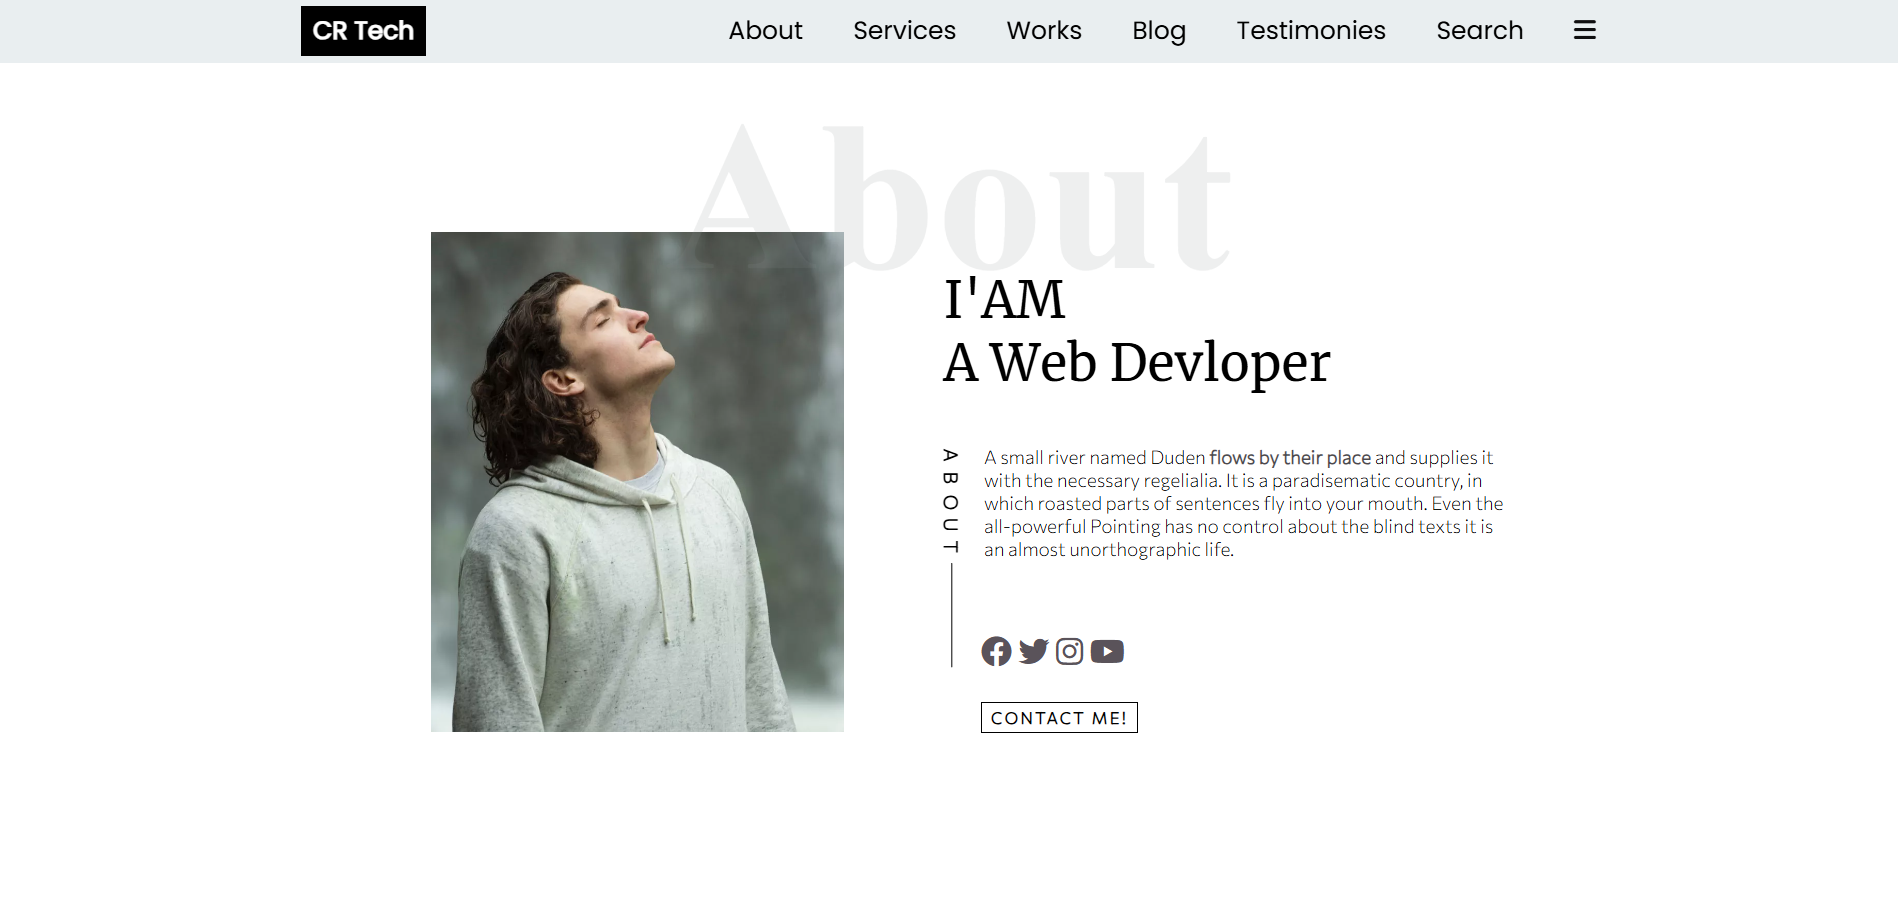 CR Tech
About Services Works Blog Testimonies Search
About
I'AM
A Web Devloper
ABOUT
A small river named Duden flows by their place and supplies it
with the necessary regelialia. It is a paradisematic country, in
which roasted parts of sentences fly into your mouth. Even the
all-powerful Pointing has no control about the blind texts it is
an almost unorthographic life.
CONTACT ME!